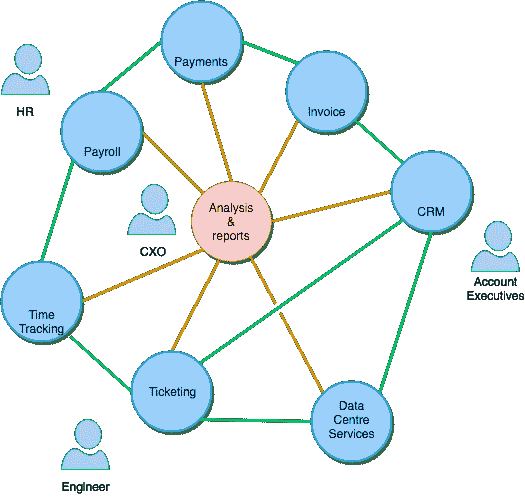 Payments
HR
Invoice
Payroll
Analysis
&
reports
CRM
CXO
Account
Executives
Time
Tracking
Ticketing
Data
Centre
Services
Engineer